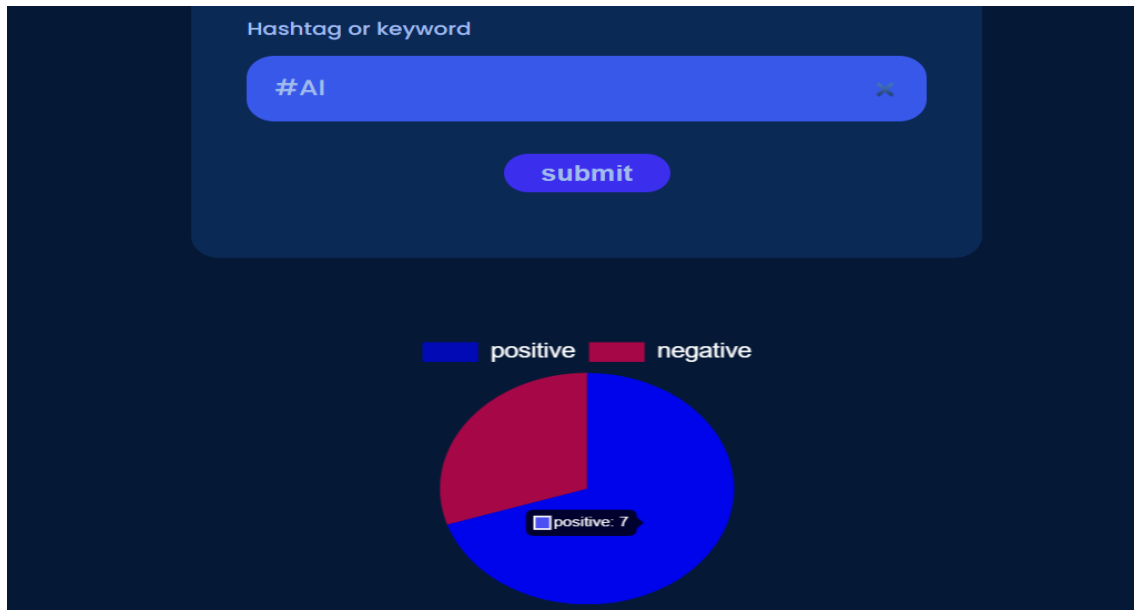 Hashtag or keyword
#AI
submit
positive negative
positive: 7